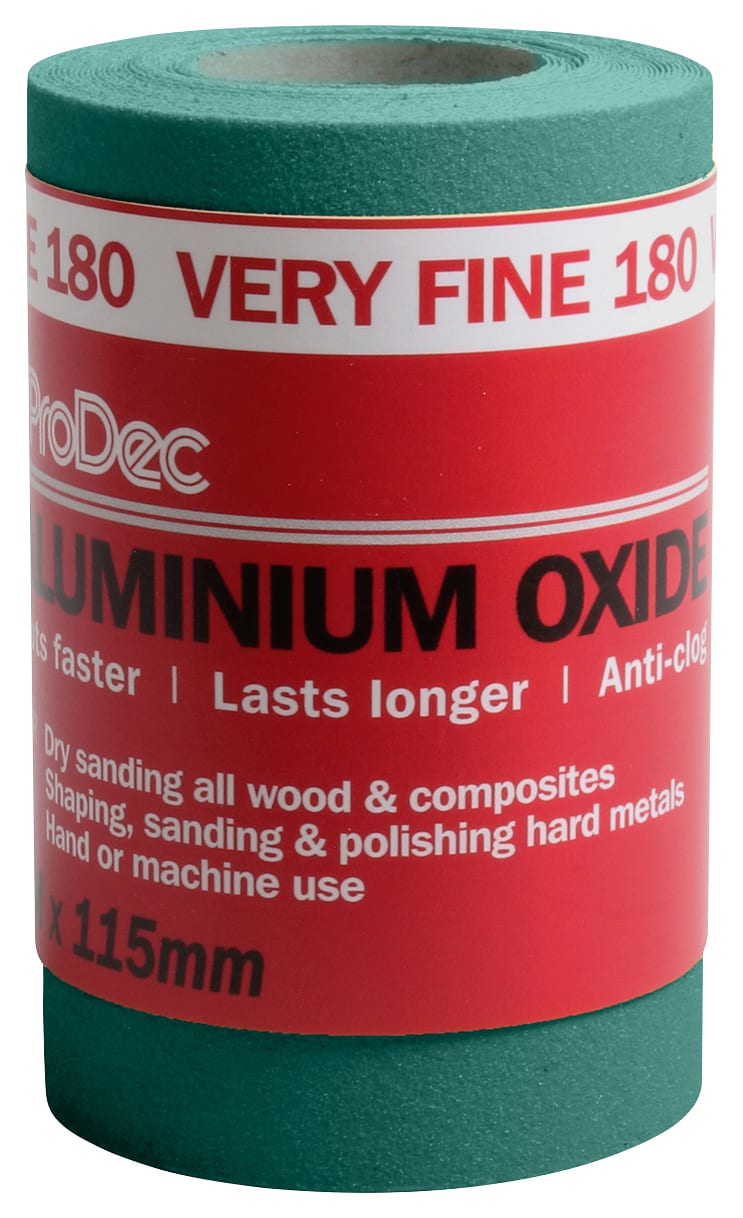 E 180 VERY FINE 180 V
ProDec
LUMINIUM OXIDE
ts faster | Lasts longer | Anti-clog
Dry sanding all wood & composites
Shaping, sanding & polishing hard metals
Hand or machine use
x 115mm